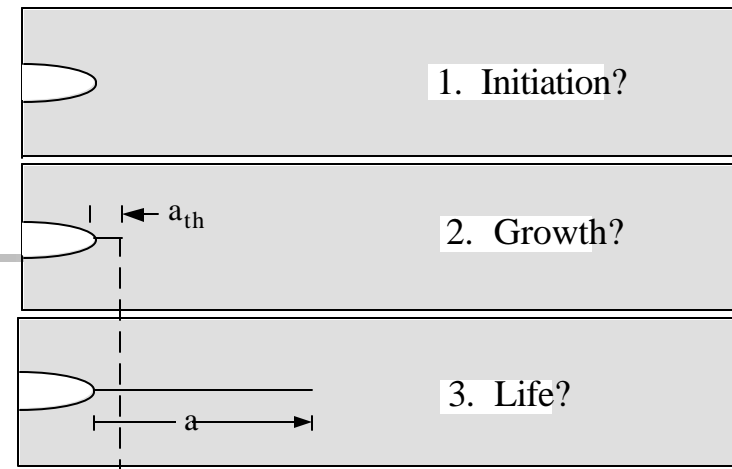 1. Initiation?
a_th
2. Growth?
3. Life?
a